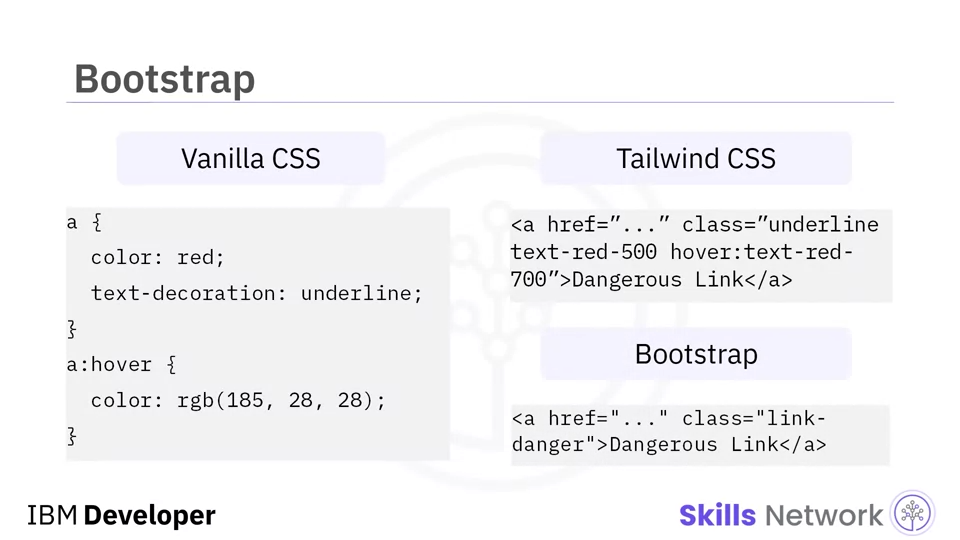 Bootstrap
Vanilla CSS
a {
  color: red;
  text-decoration: underline;
}
a:hover {
  color: rgb(185, 28, 28);
}
Tailwind CSS
<a href=”...” class=”underline
text-red-500 hover:text-red-
700”>Dangerous Link</a>
Bootstrap
<a href="..." class="link-
danger">Dangerous Link</a>
IBM Developer
Skills Network